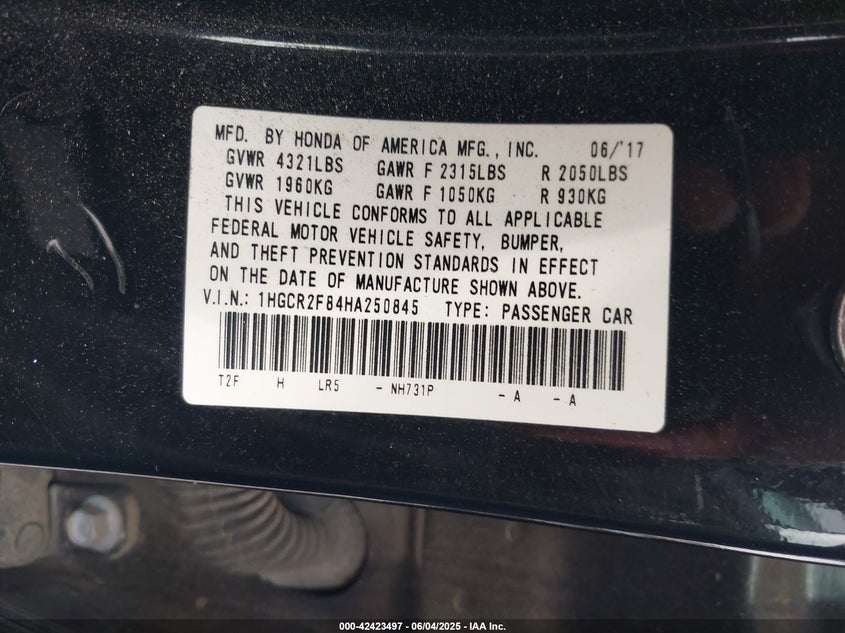 MFD. BY HONDA OF AMERICA MFG., INC. 06/'17
GVWR 4321LBS GAWR F 2315LBS R 2050LBS
GVWR 1960KG GAWR F 1050KG R 930KG
THIS VEHICLE CONFORMS TO ALL APPLICABLE
FEDERAL MOTOR VEHICLE SAFETY, BUMPER,
AND THEFT PREVENTION STANDARDS IN EFFECT
ON THE DATE OF MANUFACTURE SHOWN ABOVE.
V.I.N.: 1HGCR2F84HA250845 TYPE: PASSENGER CAR
T2F H LR5 - NH731P - A - A
000-42423497 - 06/04/2025 - IAA Inc.